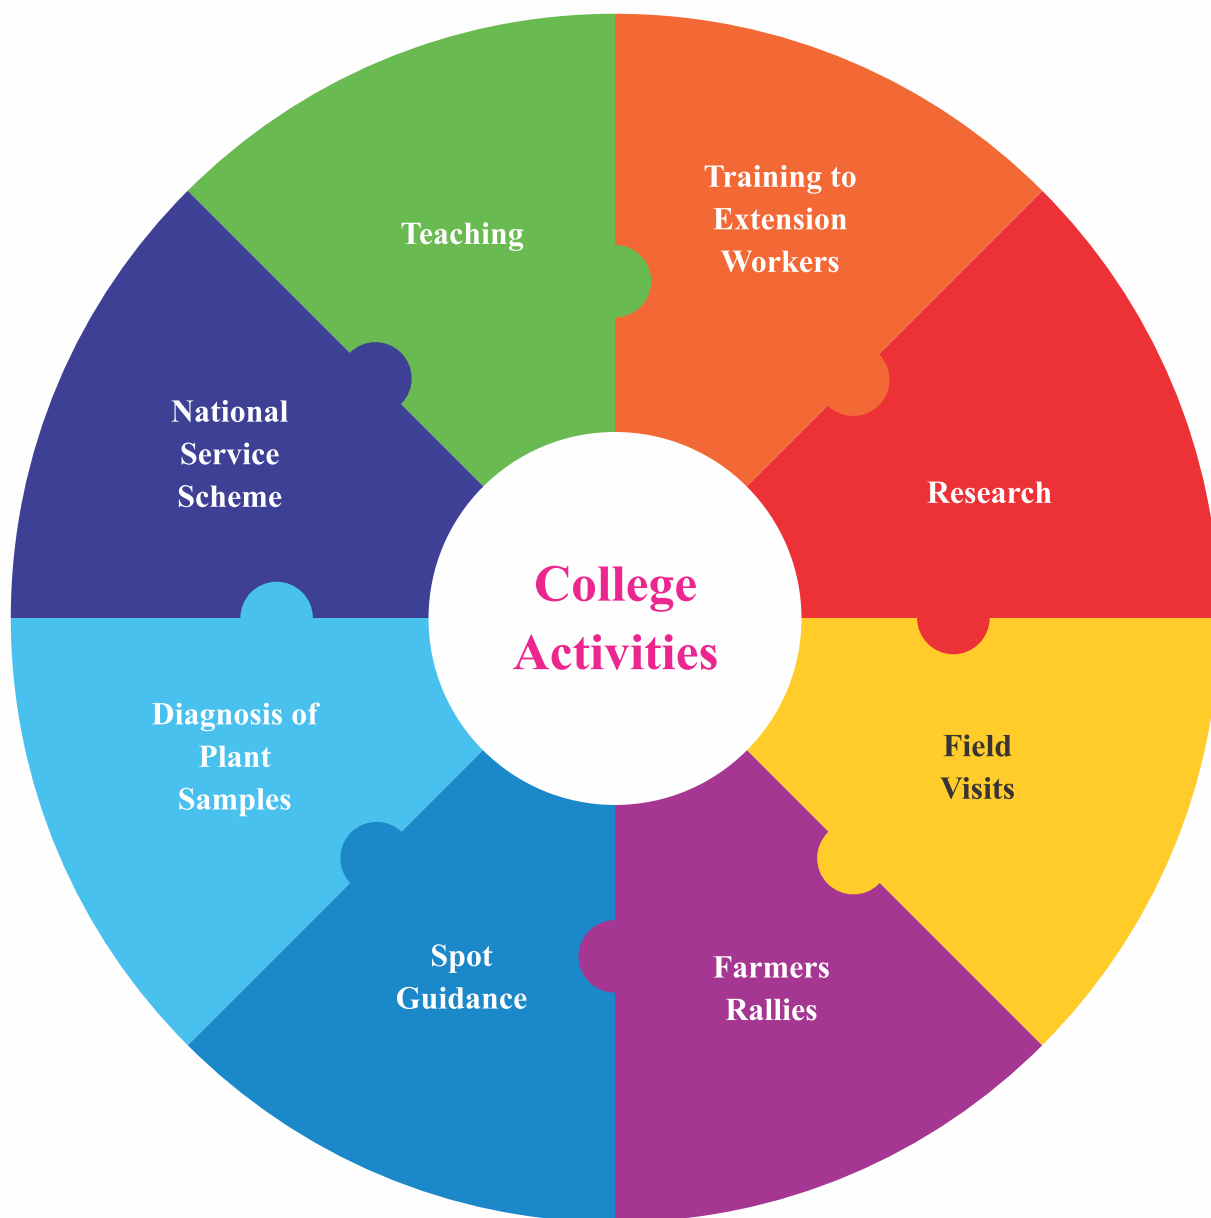 Teaching
Training to
Extension
Workers
Research
Field
Visits
Farmers
Rallies
Spot
Guidance
Diagnosis of
Plant
Samples
National
Service
Scheme
College
Activities